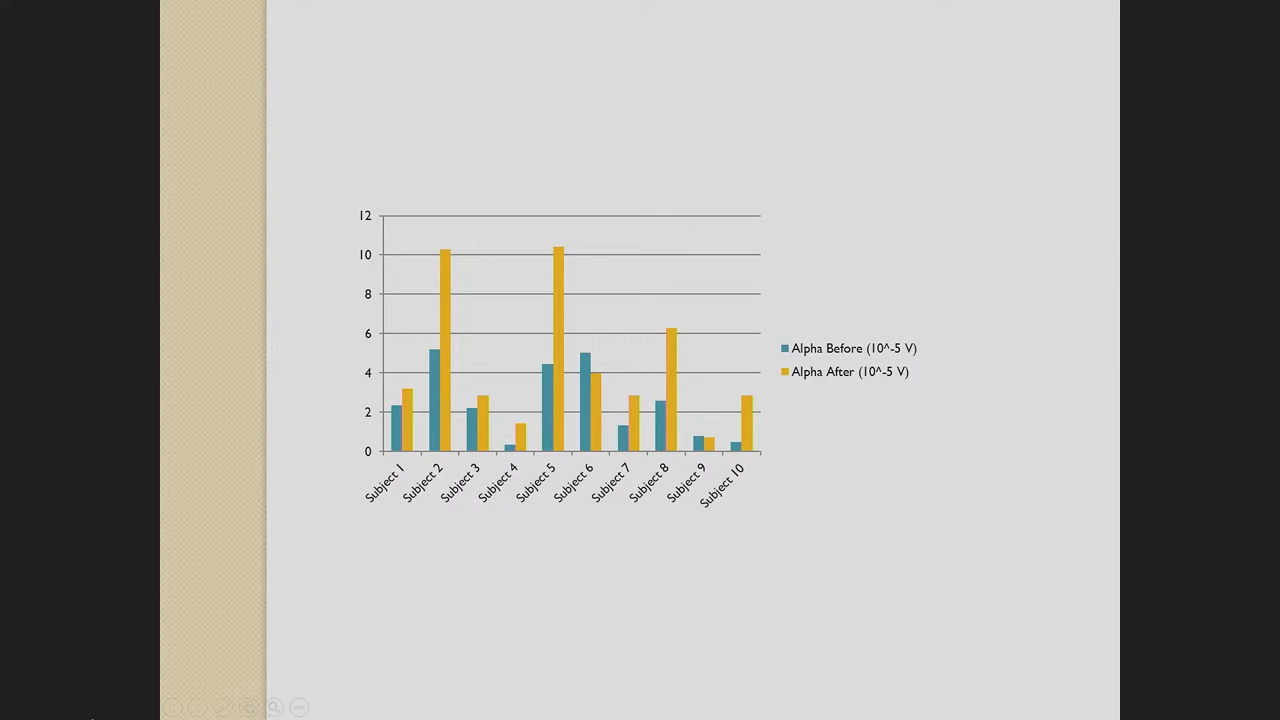 12
10
8
6
4
2
0
Subject 1
Subject 2
Subject 3
Subject 4
Subject 5
Subject 6
Subject 7
Subject 8
Subject 9
Subject 10
Alpha Before (10^-5 V)
Alpha After (10^-5 V)